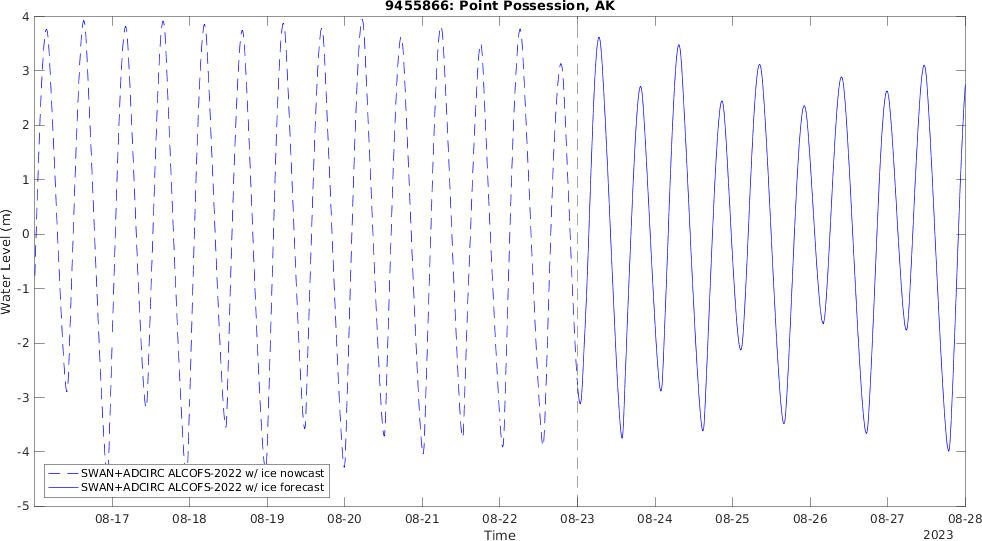 9455866: Point Possession, AK
4
3
2
1
0
-1
-2
-3
-4
-5
Water Level (m)
SWAN+ADCIRC ALCOFS-2022 w/ ice nowcast
SWAN+ADCIRC ALCOFS-2022 w/ ice forecast
08-17 08-18 08-19 08-20 08-21 08-22 08-23 08-24 08-25 08-26 08-27 08-28
Time
2023